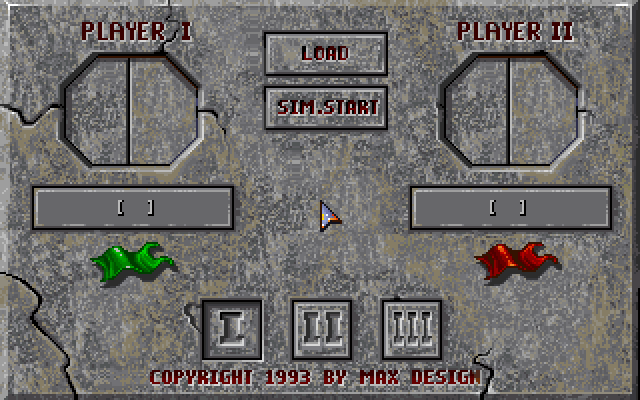 PLAYER I
PLAYER II
LOAD
SIM.START
[ ]
[ ]
I
II
III
COPYRIGHT 1993 BY MAX DESIGN